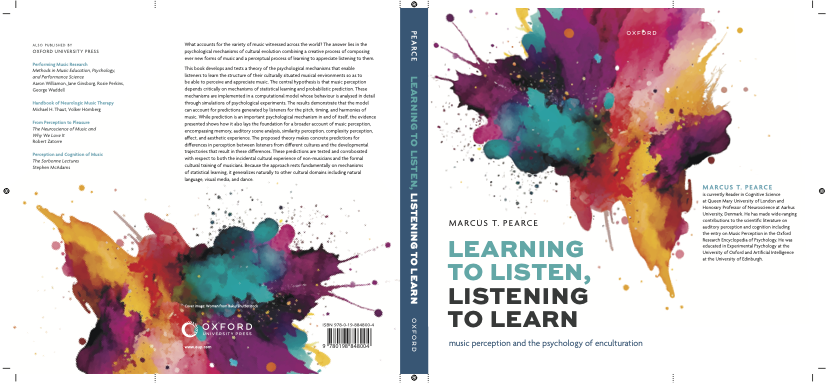 ALSO PUBLISHED BY
OXFORD UNIVERSITY PRESS
Performing Music Research
Methods in Music Education, Psychology,
and Performance Science
Aaron Williamon, Jane Ginsborg, Rosie Perkins,
George Waddell
Handbook of Neurologic Music Therapy
Michael H. Thaut, Volker Hoemberg
From Perception to Pleasure
The Neuroscience of Music and
Why We Love It
Robert Zatorre
Perception and Cognition of Music
The Sorbonne Lectures
Stephen McAdams
What accounts for the variety of music witnessed across the world? The answer lies in the
psychological mechanisms of cultural evolution combining a creative process of composing
ever new forms of music and a perceptual process of learning to appreciate listening to them.
This book develops and tests a theory of the psychological mechanisms that enable
listeners to learn the structure of their culturally situated musical environments so as to
be able to perceive and appreciate music. The central hypothesis is that music perception
depends critically on mechanisms of statistical learning and probabilistic prediction. These
mechanisms are implemented in a computational model whose behaviour is analysed in detail
through simulations of psychological experiments. The results demonstrate that the model
can account for predictions generated by listeners for the pitch, timing, and harmonies of
music. While prediction is an important psychological mechanism in and of itself, the evidence
presented shows how it also lays the foundation for a broader account of music perception,
encompassing memory, auditory scene analysis, similarity perception, complexity perception,
affect, and aesthetic experience. The proposed theory makes concrete predictions for
differences in perception between listeners from different cultures and the developmental
trajectories that result in these differences. These predictions are tested and corroborated
with respect to both the incidental cultural experience of non-musicians and the formal
cultural training of musicians. Because the approach rests fundamentally on mechanisms
of statistical learning, it generalizes naturally to other cultural domains including natural
language, visual media, and dance.
Cover image: Wonwon/Shutterstock
OXFORD
UNIVERSITY PRESS
www.oup.com
ISBN 978-0-19-884800-4
9 780198 848004
PEARCE
LEARNING TO LISTEN, LISTENING TO LEARN
OXFORD
OXFORD
MARCUS T. PEARCE
LEARNING
TO LISTEN,
LISTENING
TO LEARN
music perception and the psychology of enculturation
MARCUS T. PEARCE
is currently Reader in Cognitive Science
at Queen Mary University of London and
Honorary Professor of Neuroscience at Aarhus
University, Denmark. He has made wide-ranging
contributions to the scientific literature on
auditory perception and cognition including
the entry on Music Perception in the Oxford
Research Encyclopedia of Psychology. He was
educated in Experimental Psychology at the
University of Oxford and Artificial Intelligence
at the University of Edinburgh.